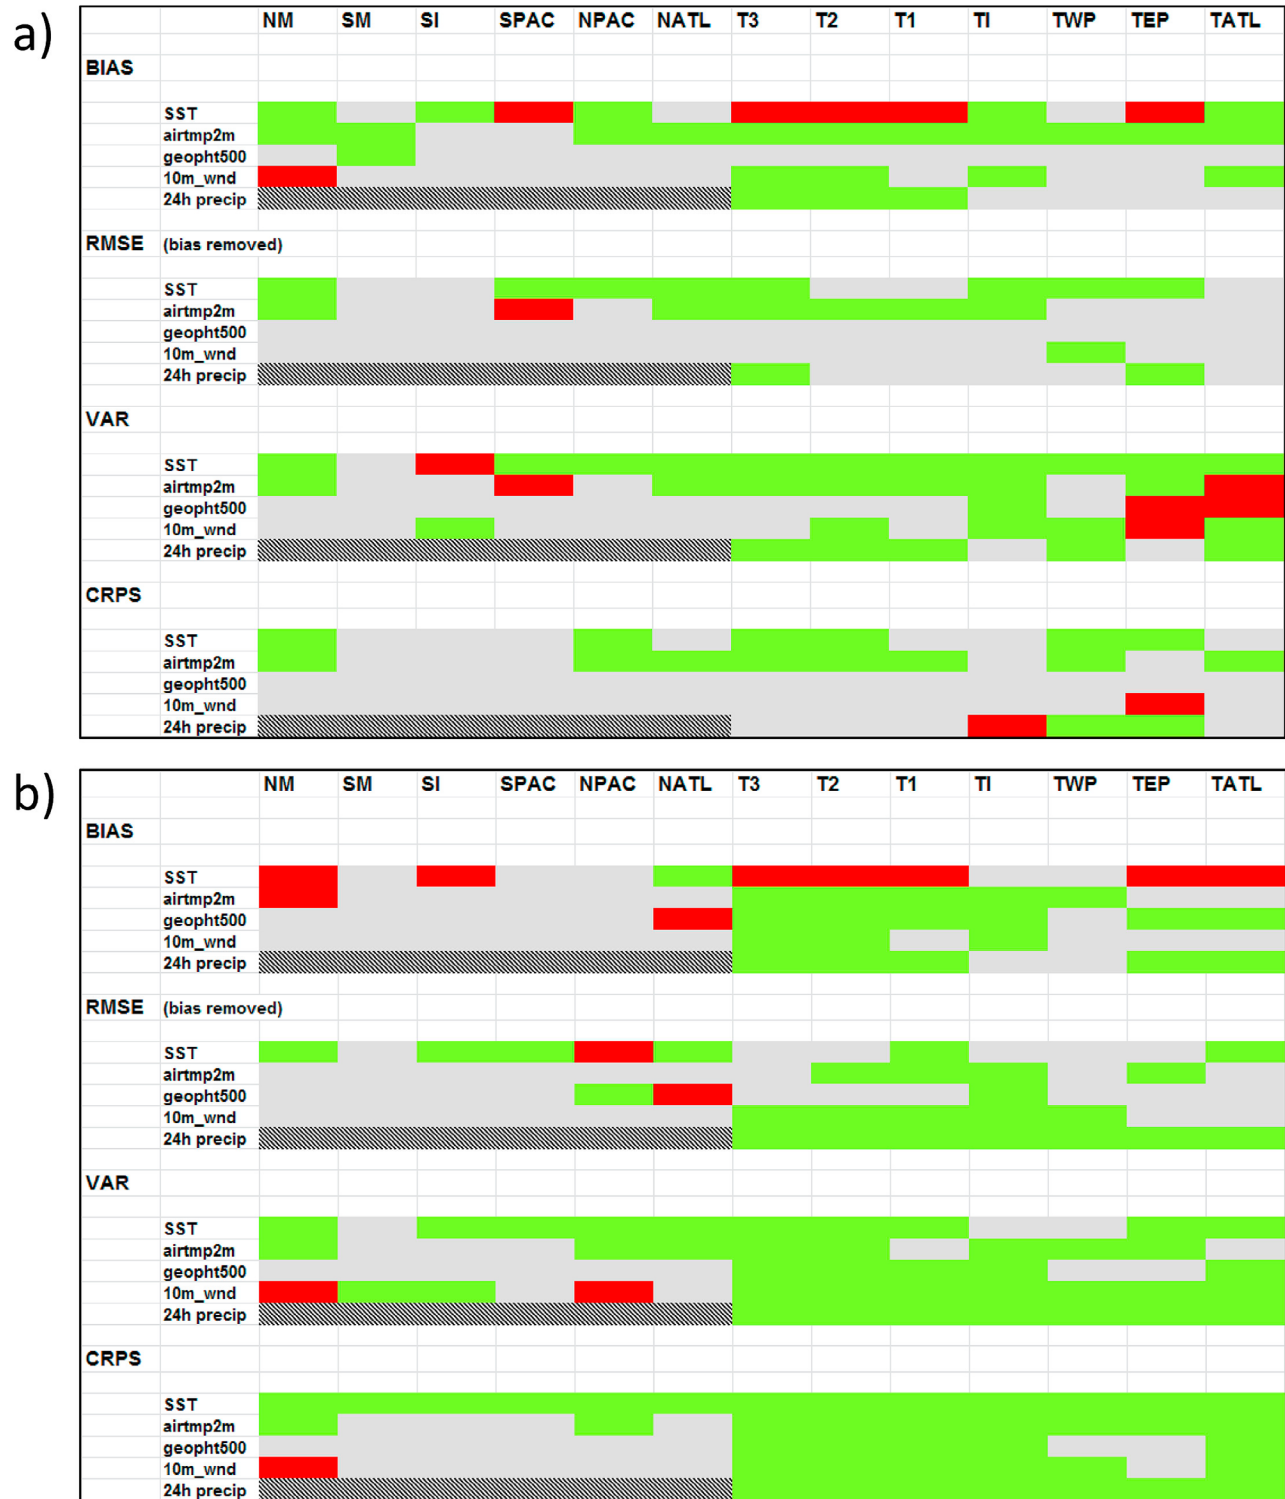 a)
NM SM SI SPAC NPAC NATL T3 T2 T1 TI TWP TEP TATL
BIAS
SST
airtmp2m
geopht500
10m_wnd
24h precip
RMSE (bias removed)
SST
airtmp2m
geopht500
10m_wnd
24h precip
VAR
SST
airtmp2m
geopht500
10m_wnd
24h precip
CRPS
SST
airtmp2m
geopht500
10m_wnd
24h precip
b)
NM SM SI SPAC NPAC NATL T3 T2 T1 TI TWP TEP TATL
BIAS
SST
airtmp2m
geopht500
10m_wnd
24h precip
RMSE (bias removed)
SST
airtmp2m
geopht500
10m_wnd
24h precip
VAR
SST
airtmp2m
geopht500
10m_wnd
24h precip
CRPS
SST
airtmp2m
geopht500
10m_wnd
24h precip